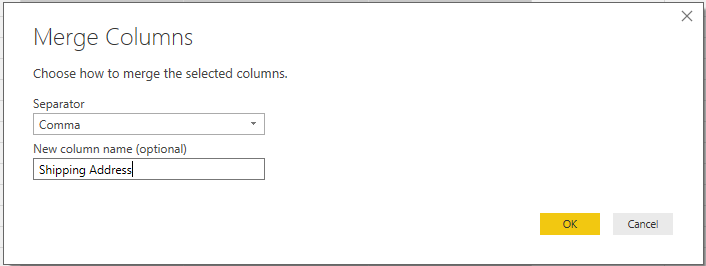 Merge Columns
Choose how to merge the selected columns.
Separator
Comma
New column name (optional)
Shipping Address
OK
Cancel